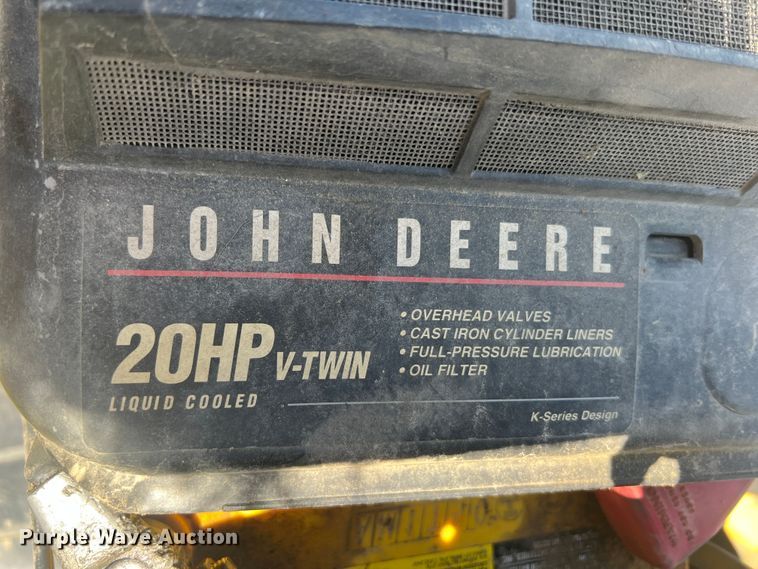 JOHN DEERE
20HP V-TWIN
LIQUID COOLED
• OVERHEAD VALVES
• CAST IRON CYLINDER LINERS
• FULL-PRESSURE LUBRICATION
• OIL FILTER
K-Series Design
Purple Wave Auction